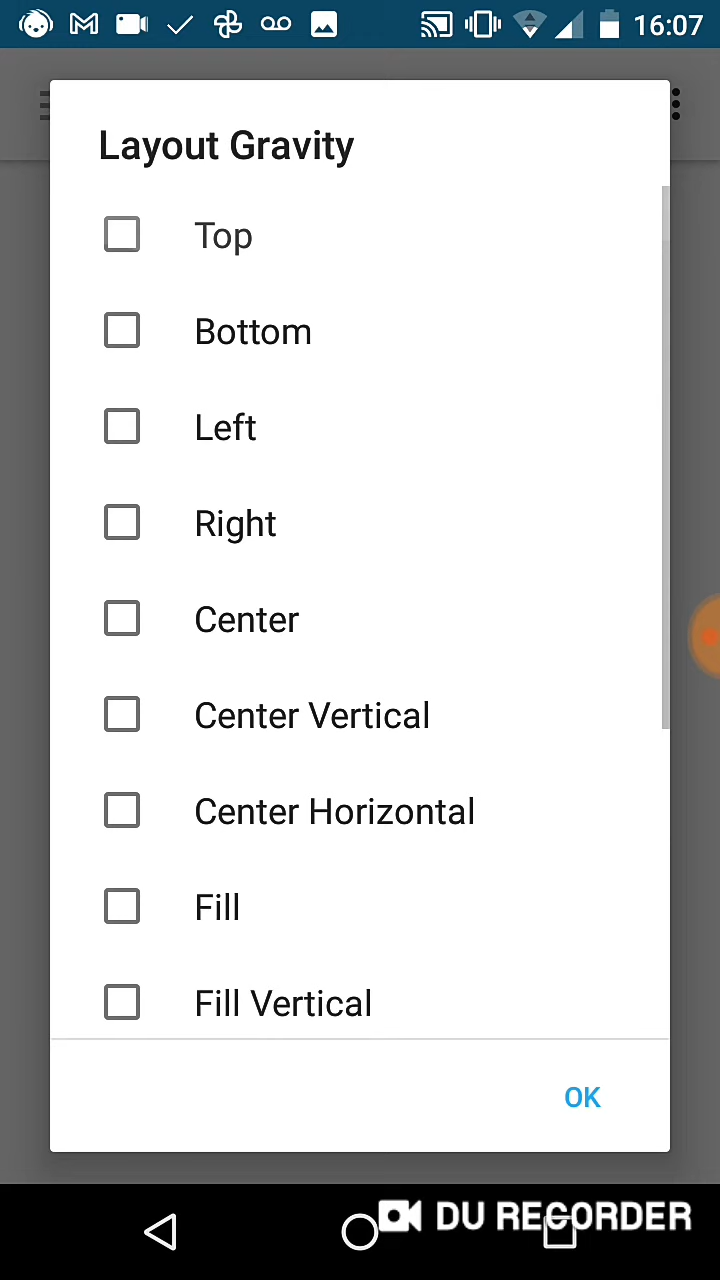 16:07
Layout Gravity
Top
Bottom
Left
Right
Center
Center Vertical
Center Horizontal
Fill
Fill Vertical
OK
DU RECORDER